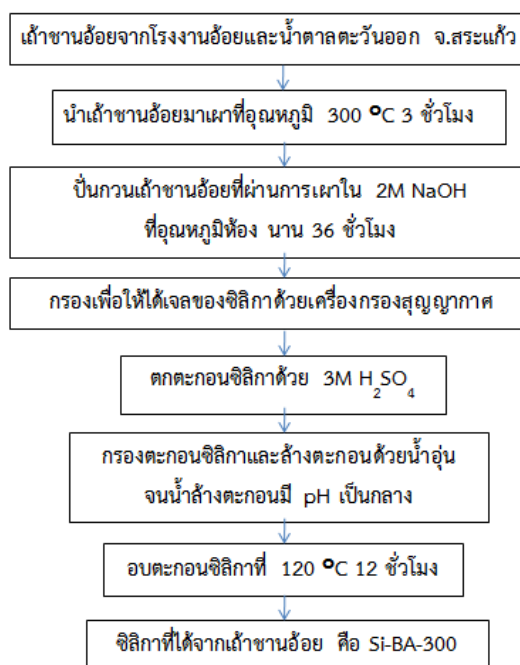 เถ้าชานอ้อยจากโรงงานอ้อยและน้ำตาลตะวันออก จ.สระแก้ว
นำเถ้าชานอ้อยมาเผาที่อุณหภูมิ 300 °C 3 ชั่วโมง
ปั่นกวนเถ้าชานอ้อยที่ผ่านการเผาใน 2M NaOH
ที่อุณหภูมิห้อง นาน 36 ชั่วโมง
กรองเพื่อให้ได้เจลของซิลิกาด้วยเครื่องกรองสุญญากาศ
ตกตะกอนซิลิกาด้วย 3M H₂SO₄
กรองตะกอนซิลิกาและล้างตะกอนด้วยน้ำอุ่น
จนน้ำล้างตะกอนมี pH เป็นกลาง
อบตะกอนซิลิกาที่ 120 °C 12 ชั่วโมง
ซิลิกาที่ได้จากเถ้าชานอ้อย คือ Si-BA-300